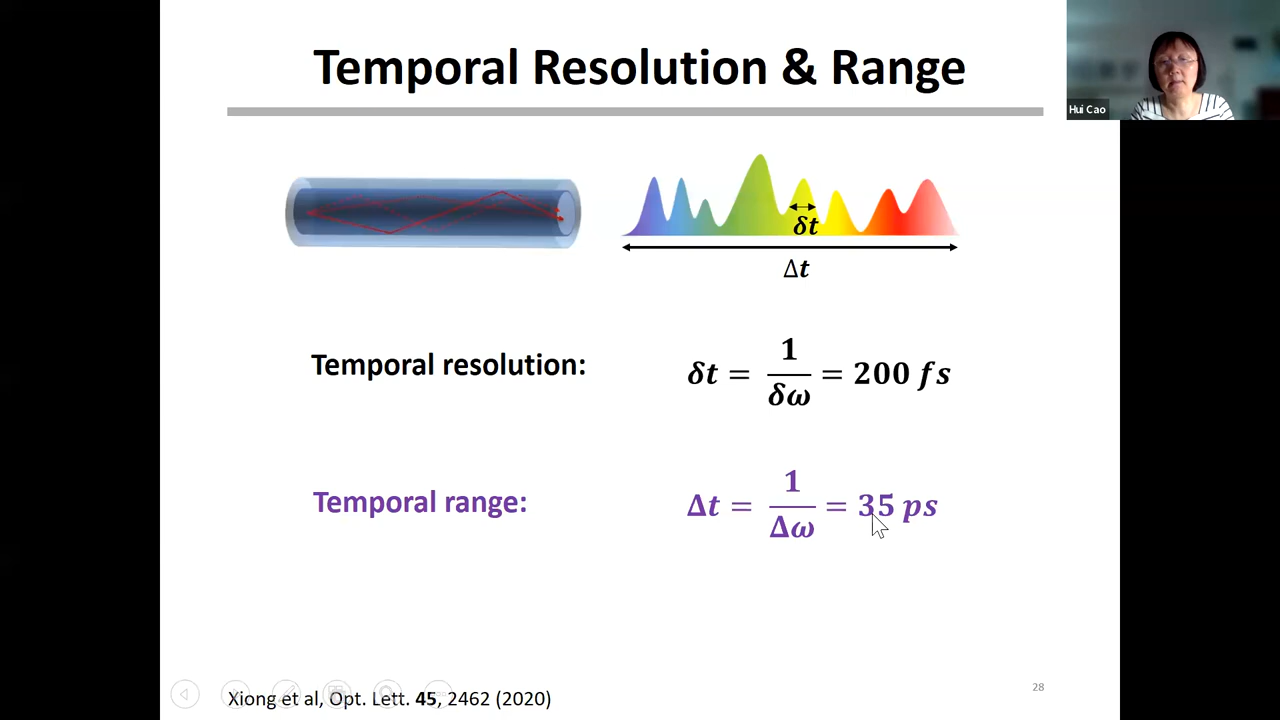 Temporal Resolution & Range
Hui Cao
δt
Δt
Temporal resolution: δt = 1/δω = 200 fs
Temporal range: Δt = 1/Δω = 35 ps
28
Xiong et al, Opt. Lett. 45, 2462 (2020)